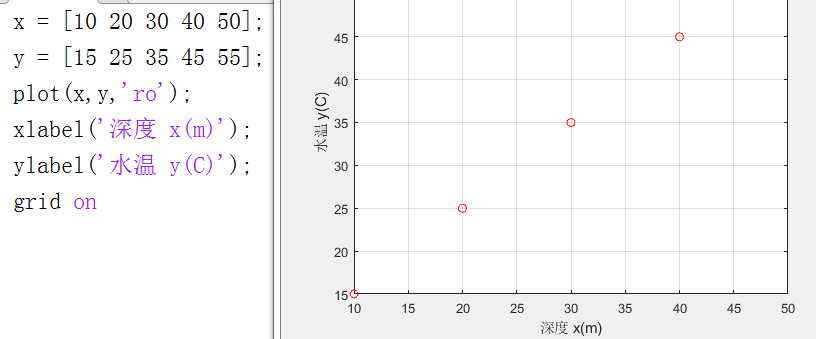 x = [10 20 30 40 50];
y = [15 25 35 45 55];
plot(x,y,'ro');
xlabel('深度 x(m)');
ylabel('水温 y(C)');
grid on
水温 y(C)
45
40
35
30
25
20
15
10 15 20 25 30 35 40 45 50
深度 x(m)